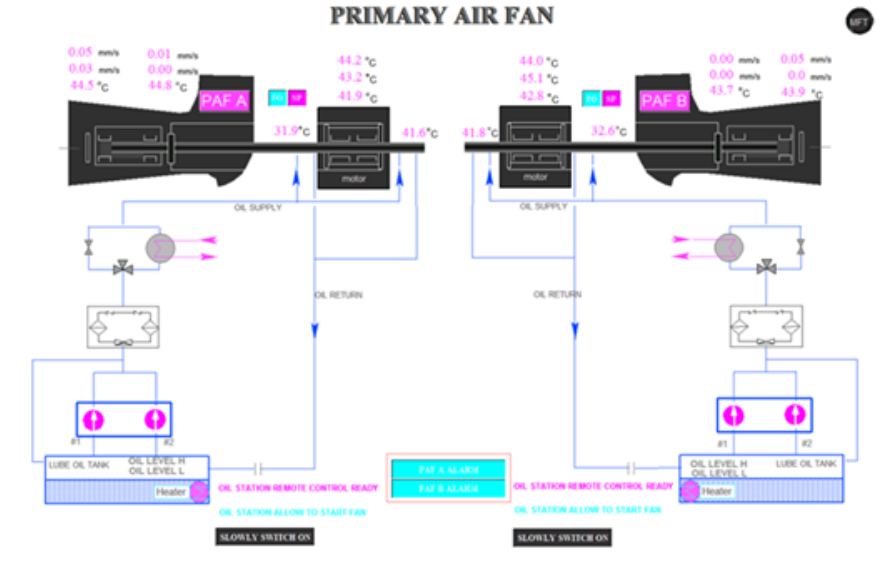 PRIMARY AIR FAN
MFT
0.05 mm/s 0.01 mm/s
0.03 mm/s 0.00 mm/s
44.5 °C 44.8 °C
44.2 °C
43.2 °C
41.9 °C
44.0 °C
45.1 °C
42.8 °C
0.00 mm/s 0.05 mm/s
0.00 mm/s 0.0 mm/s
43.7 °C 43.9 °C
PAF A
FO SP
FO SP
PAF B
31.9°C 41.6°C
41.8°C 32.6°C
motor
motor
OIL SUPPLY
OIL SUPPLY
OIL RETURN
OIL RETURN
#1 #2
#1 #2
LUBE OIL TANK
OIL LEVEL H
OIL LEVEL L
Heater
OIL LEVEL H
OIL LEVEL L
LUBE OIL TANK
Heater
PAF A ALARM
PAF B ALARM
OIL STATION REMOTE CONTROL READY
OIL STATION REMOTE CONTROL READY
OIL STATION ALLOW TO START FAN
OIL STATION ALLOW TO START FAN
SLOWLY SWITCH ON
SLOWLY SWITCH ON